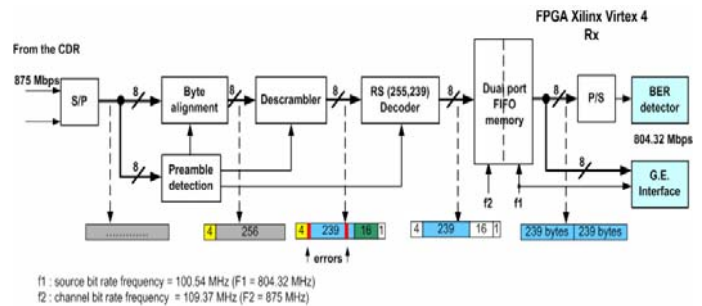 FPGA Xilinx Virtex 4
Rx
From the CDR
875 Mbps
S/P
8
Byte
alignment
8
Descrambler
8
RS (255,239)
Decoder
8
Dual port
FIFO
memory
8
P/S
BER
detector
804.32 Mbps
8
Preamble
detection
8
G.E.
Interface
f2
f1
.............
4
256
4
239
16
1
errors
4
239
16
1
239 bytes
239 bytes
f1 : source bit rate frequency = 100.54 MHz (F1 = 804.32 MHz)
f2 : channel bit rate frequency = 109.37 MHz (F2 = 875 MHz)